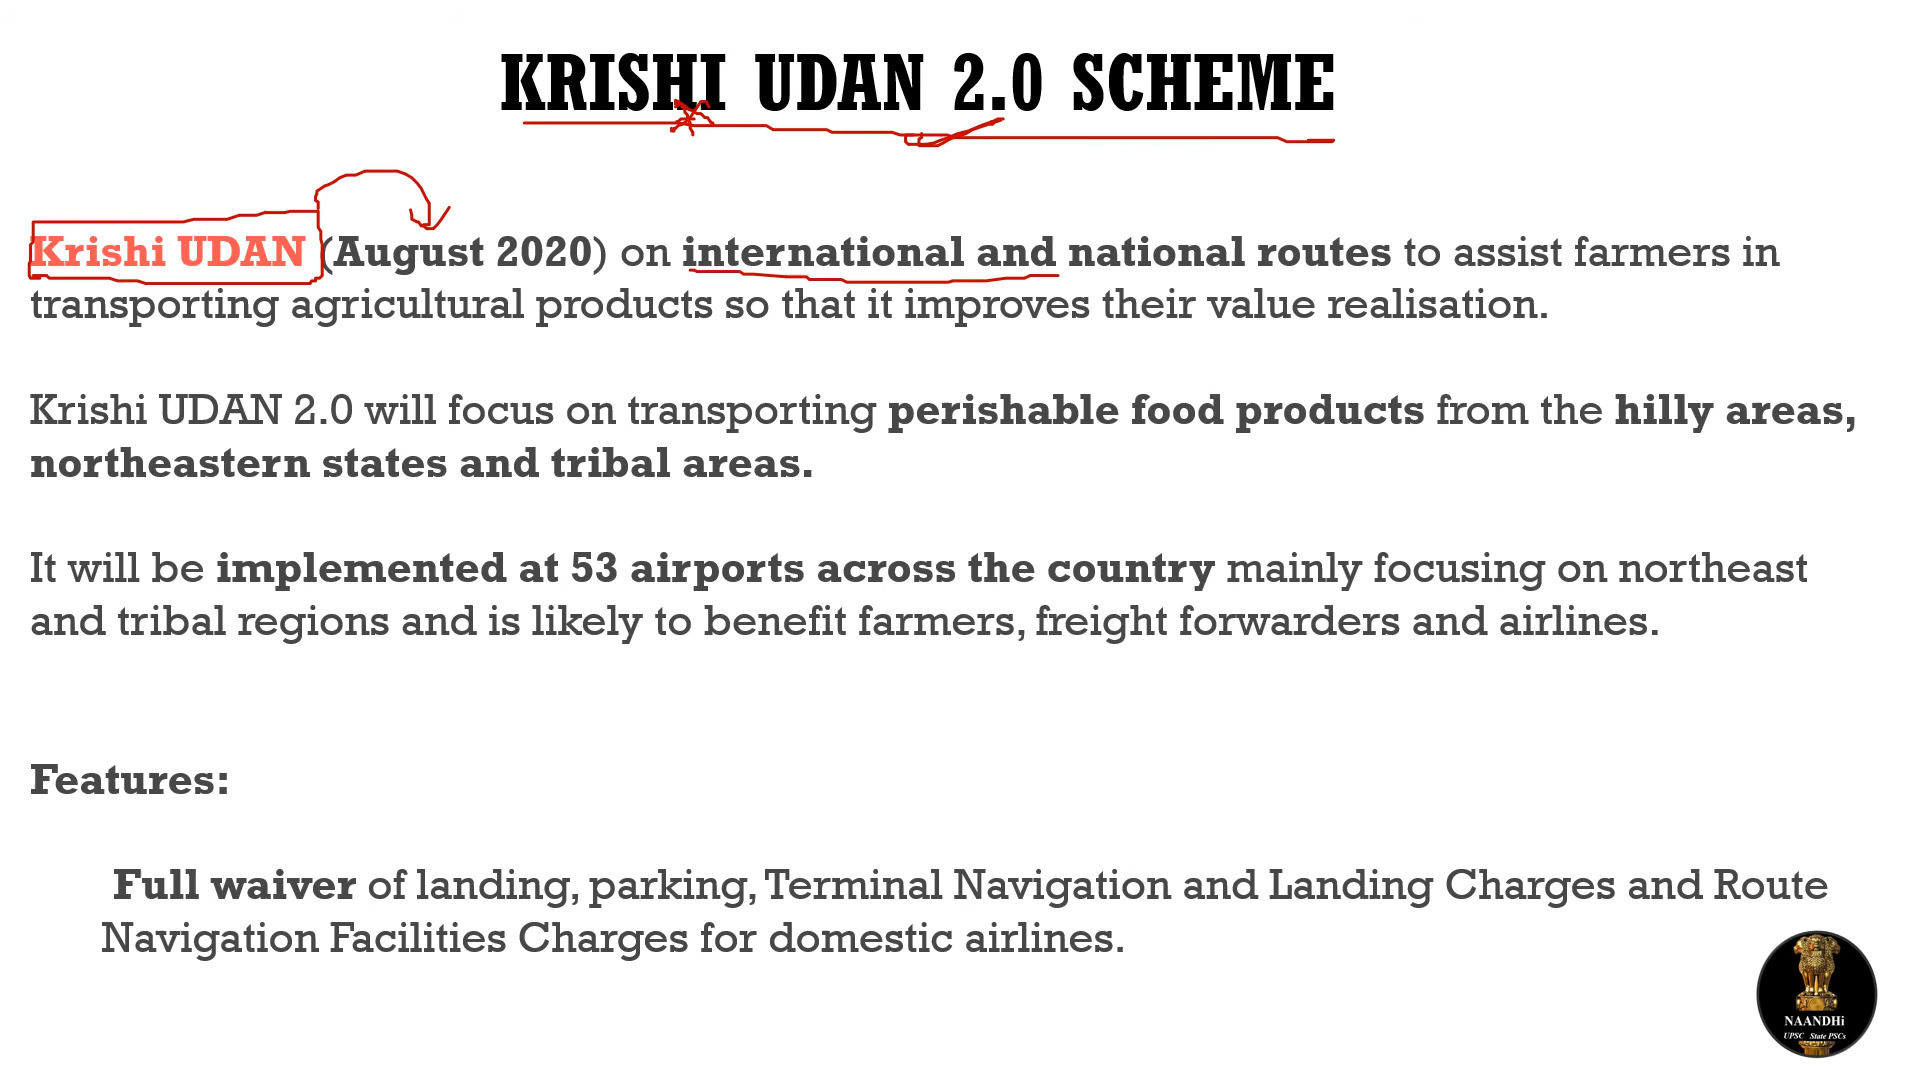 KRISHI UDAN 2.0 SCHEME
Krishi UDAN (August 2020) on international and national routes to assist farmers in
transporting agricultural products so that it improves their value realisation.
Krishi UDAN 2.0 will focus on transporting perishable food products from the hilly areas,
northeastern states and tribal areas.
It will be implemented at 53 airports across the country mainly focusing on northeast
and tribal regions and is likely to benefit farmers, freight forwarders and airlines.
Features:
Full waiver of landing, parking, Terminal Navigation and Landing Charges and Route
Navigation Facilities Charges for domestic airlines.
NAANDHi
UPSC State PSCs